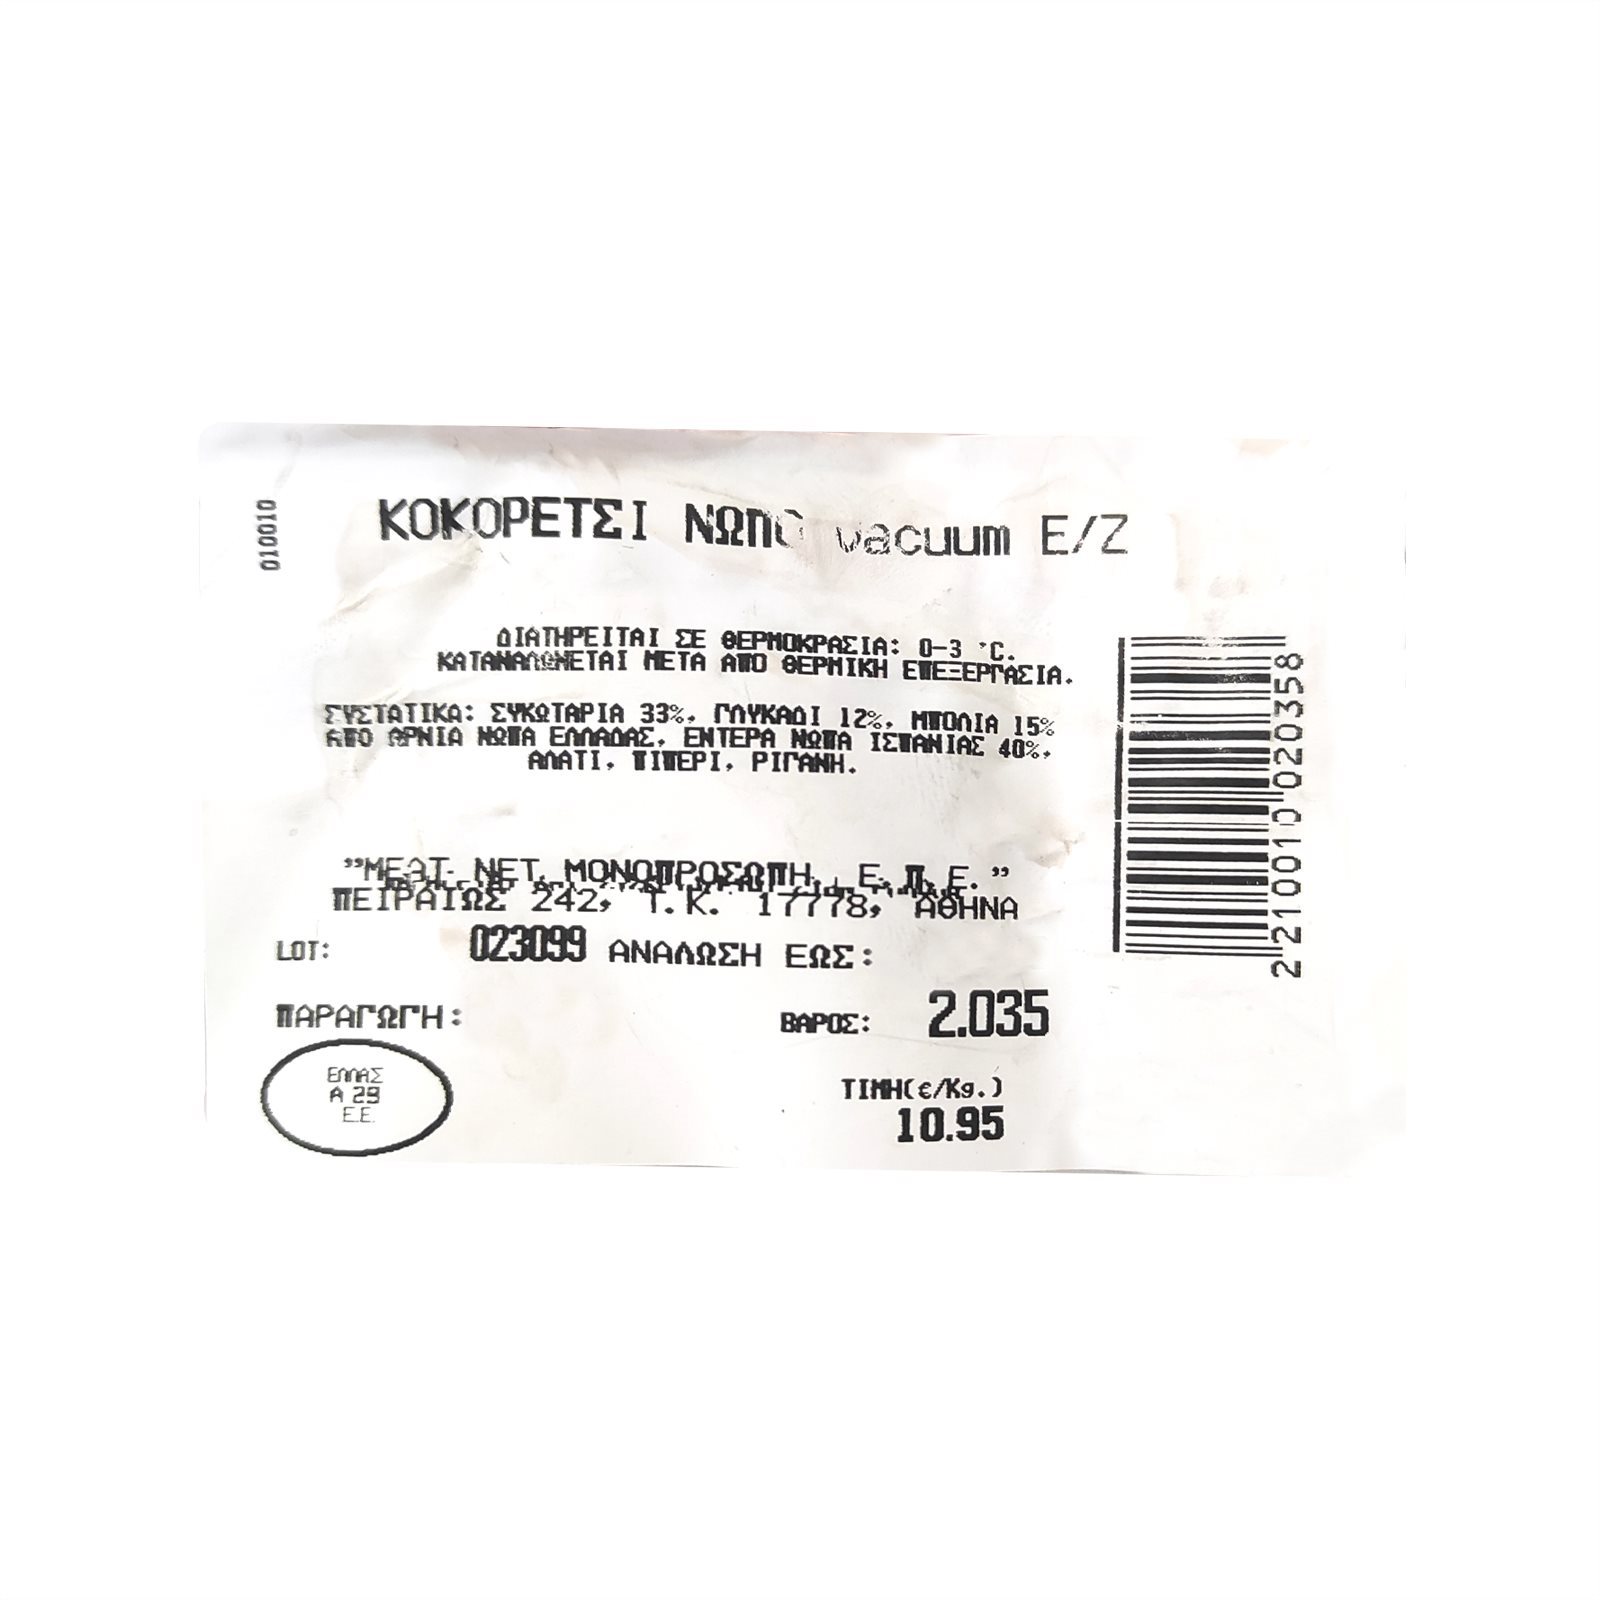 010010
ΚΟΚΟΡΕΤΣΙ ΝΩΠΟ vacuum E/Z
ΔΙΑΤΗΡΕΙΤΑΙ ΣΕ ΘΕΡΜΟΚΡΑΣΙΑ: 0-3 °C.
ΚΑΤΑΝΑΛΩΝΕΤΑΙ ΜΕΤΑ ΑΠΟ ΘΕΡΜΙΚΗ ΕΠΕΞΕΡΓΑΣΙΑ.
ΣΥΣΤΑΤΙΚΑ: ΣΥΚΩΤΑΡΙΑ 33%, ΓΛΥΚΑΔΙ 12%, ΜΠΟΛΙΑ 15%
ΑΠΟ ΑΡΝΙΑ ΝΩΠΑ ΕΛΛΑΔΑΣ, ΕΝΤΕΡΑ ΝΩΠΑ ΙΣΠΑΝΙΑΣ 40%,
ΑΛΑΤΙ, ΠΙΠΕΡΙ, ΡΙΓΑΝΗ.
"MEAT NET ΜΟΝΟΠΡΟΣΩΠΗ Ε.Π.Ε."
ΠΕΙΡΑΙΩΣ 242, Τ.Κ. 17778, ΑΘΗΝΑ
LOT: 023099 ΑΝΑΛΩΣΗ ΕΩΣ:
ΠΑΡΑΓΩΓΗ:
ΒΑΡΟΣ: 2.035
ΕΛΛΑΣ
Α 29
Ε.Ε.
ΤΙΜΗ(€/Kg.)
10.95
2210010020358